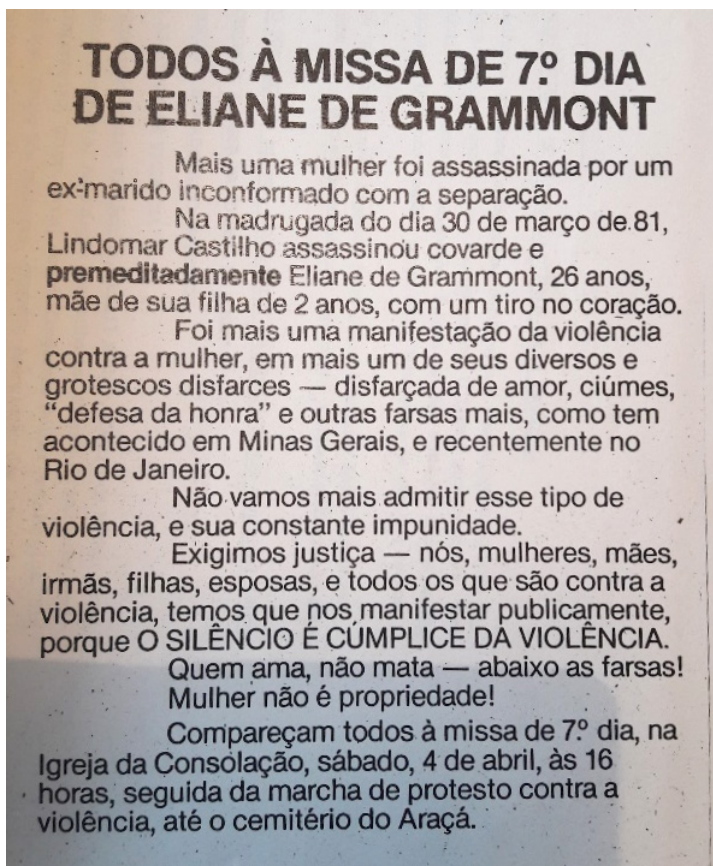 TODOS À MISSA DE 7º DIA
DE ELIANE DE GRAMMONT
Mais uma mulher foi assassinada por um
ex-marido inconformado com a separação.
Na madrugada do dia 30 de março de 81,
Lindomar Castilho assassinou covarde e
premeditadamente Eliane de Grammont, 26 anos,
mãe de sua filha de 2 anos, com um tiro no coração.
Foi mais uma manifestação da violência
contra a mulher, em mais um de seus diversos e
grotescos disfarces — disfarçada de amor, ciúmes,
“defesa da honra” e outras farsas mais, como tem
acontecido em Minas Gerais, e recentemente no
Rio de Janeiro.
Não vamos mais admitir esse tipo de
violência, e sua constante impunidade.
Exigimos justiça — nós, mulheres, mães,
irmãs, filhas, esposas, e todos os que são contra a
violência, temos que nos manifestar publicamente,
porque O SILÊNCIO É CÚMPLICE DA VIOLÊNCIA.
Quem ama, não mata — abaixo as farsas!
Mulher não é propriedade!
Compareçam todos à missa de 7º dia, na
Igreja da Consolação, sábado, 4 de abril, às 16
horas, seguida da marcha de protesto contra a
violência, até o cemitério do Araçá.